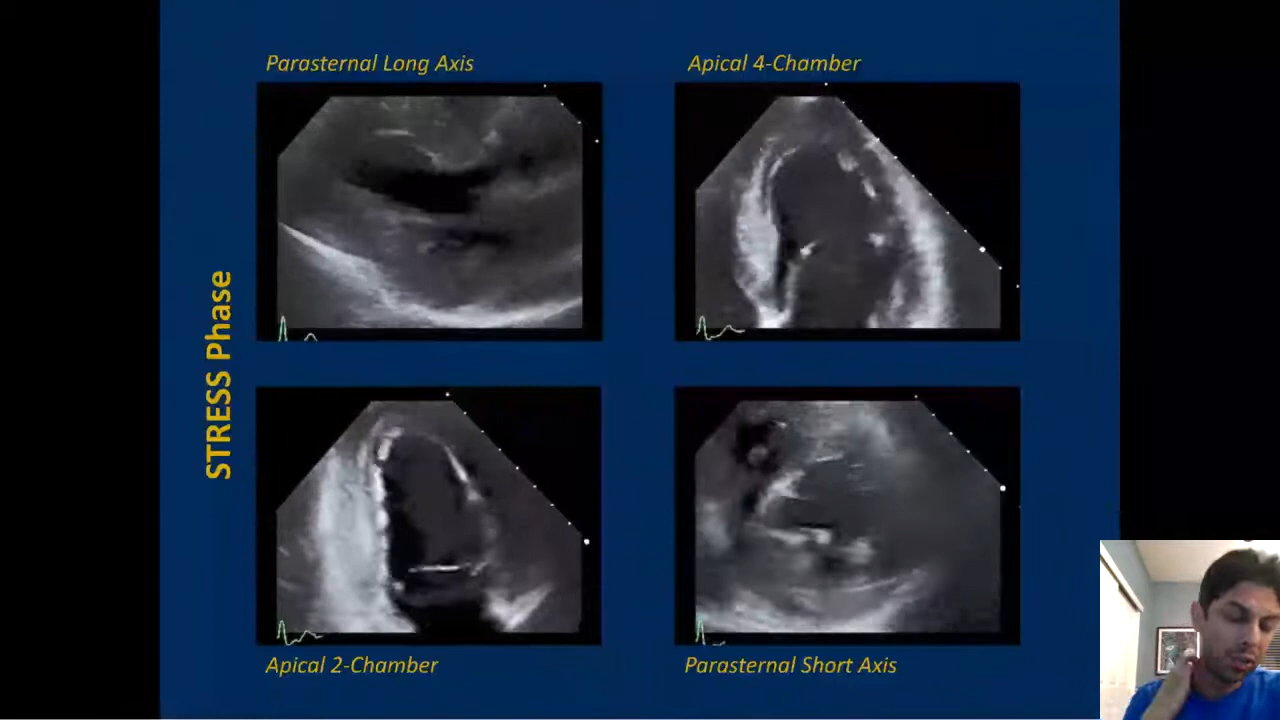 Parasternal Long Axis
Apical 4-Chamber
STRESS Phase
Apical 2-Chamber
Parasternal Short Axis